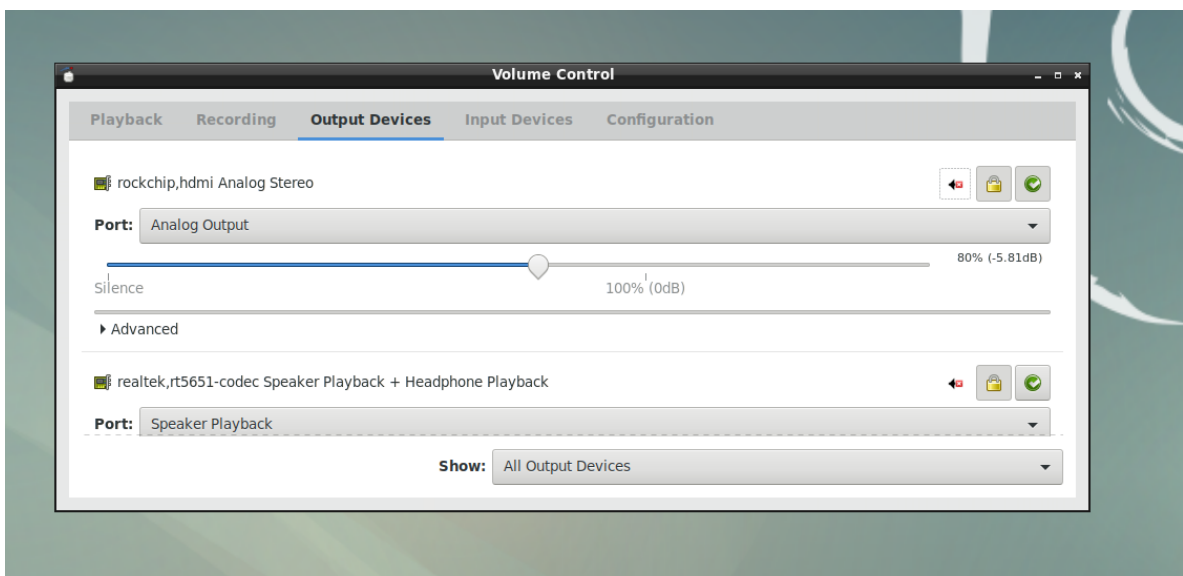 Volume Control
Playback Recording Output Devices Input Devices Configuration
rockchip,hdmi Analog Stereo
Port: Analog Output
80% (-5.81dB)
Silence 100% (0dB)
Advanced
realtek,rt5651-codec Speaker Playback + Headphone Playback
Port: Speaker Playback
Show: All Output Devices